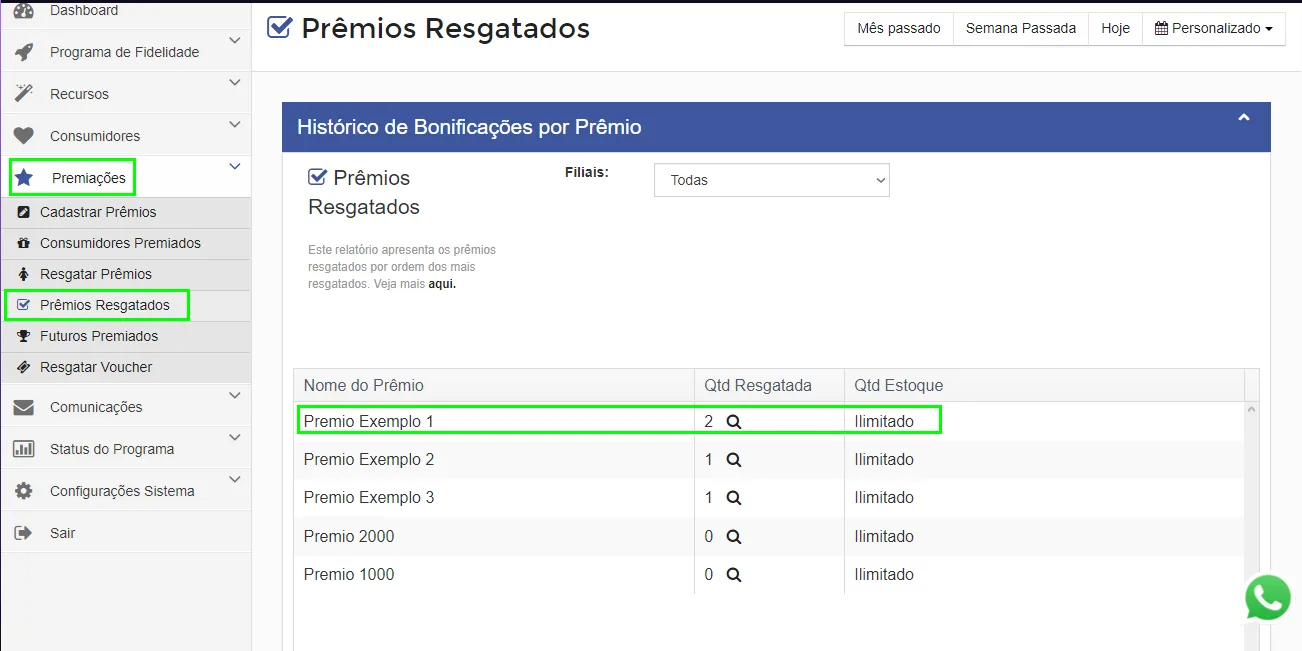 Dashboard
Programa de Fidelidade
Recursos
Consumidores
Premiações
Cadastrar Prêmios
Consumidores Premiados
Resgatar Prêmios
Prêmios Resgatados
Futuros Premiados
Resgatar Voucher
Comunicações
Status do Programa
Configurações Sistema
Sair
Prêmios Resgatados
Mês passado Semana Passada Hoje Personalizado
Histórico de Bonificações por Prêmio
Prêmios
Resgatados
Filiais: Todas
Este relatório apresenta os prêmios
resgatados por ordem dos mais
resgatados. Veja mais aqui.
Nome do Prêmio Qtd Resgatada Qtd Estoque
Premio Exemplo 1 2 Ilimitado
Premio Exemplo 2 1 Ilimitado
Premio Exemplo 3 1 Ilimitado
Premio 2000 0 Ilimitado
Premio 1000 0 Ilimitado